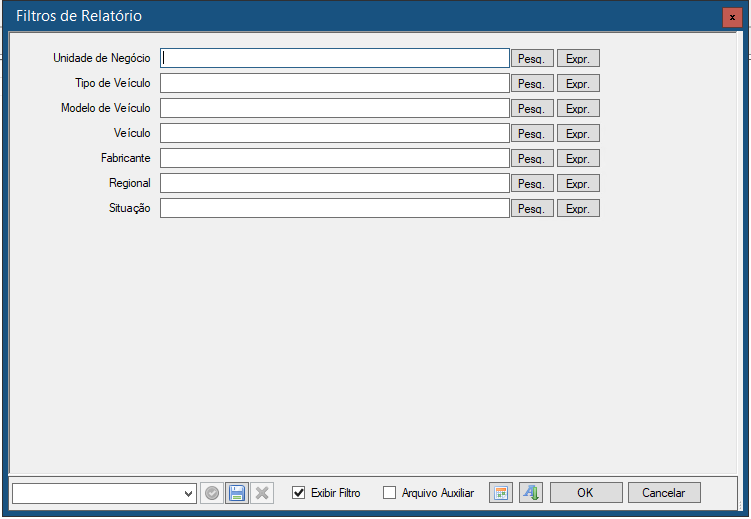 Filtros de Relatório
Unidade de Negócio Pesq. Expr.
Tipo de Veículo Pesq. Expr.
Modelo de Veículo Pesq. Expr.
Veículo Pesq. Expr.
Fabricante Pesq. Expr.
Regional Pesq. Expr.
Situação Pesq. Expr.
Exibir Filtro Arquivo Auxiliar OK Cancelar